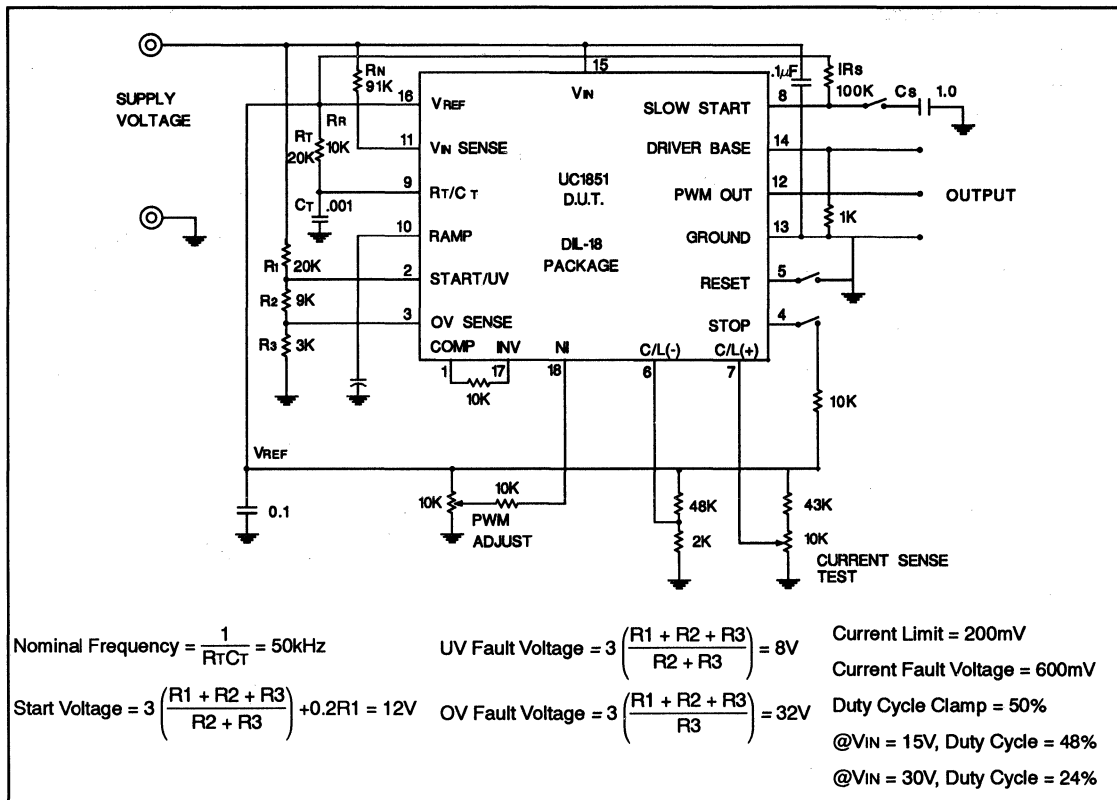 SUPPLY
VOLTAGE
RN
91K
15
.1μF
IRs
100K
CS
1.0
16
VREF
VIN
SLOW START
8
RR
RT
10K
20K
11
VIN SENSE
DRIVER BASE
14
9
RT/CT
UC1851
D.U.T.
PWM OUT
12
OUTPUT
CT
.001
1K
10
RAMP
DIL-18
PACKAGE
GROUND
13
R1
20K
2
START/UV
RESET
5
R2
9K
3
OV SENSE
STOP
4
R3
3K
COMP
INV
NI
C/L(-)
C/L(+)
1
17
18
6
7
10K
10K
VREF
0.1
10K
10K
PWM
ADJUST
48K
2K
43K
10K
CURRENT SENSE
TEST
Nominal Frequency = 1 / RTCT = 50kHz
UV Fault Voltage = 3 (R1 + R2 + R3 / R2 + R3) = 8V
Current Limit = 200mV
Current Fault Voltage = 600mV
Start Voltage = 3 (R1 + R2 + R3 / R2 + R3) +0.2R1 = 12V
OV Fault Voltage = 3 (R1 + R2 + R3 / R3) = 32V
Duty Cycle Clamp = 50%
@VIN = 15V, Duty Cycle = 48%
@VIN = 30V, Duty Cycle = 24%